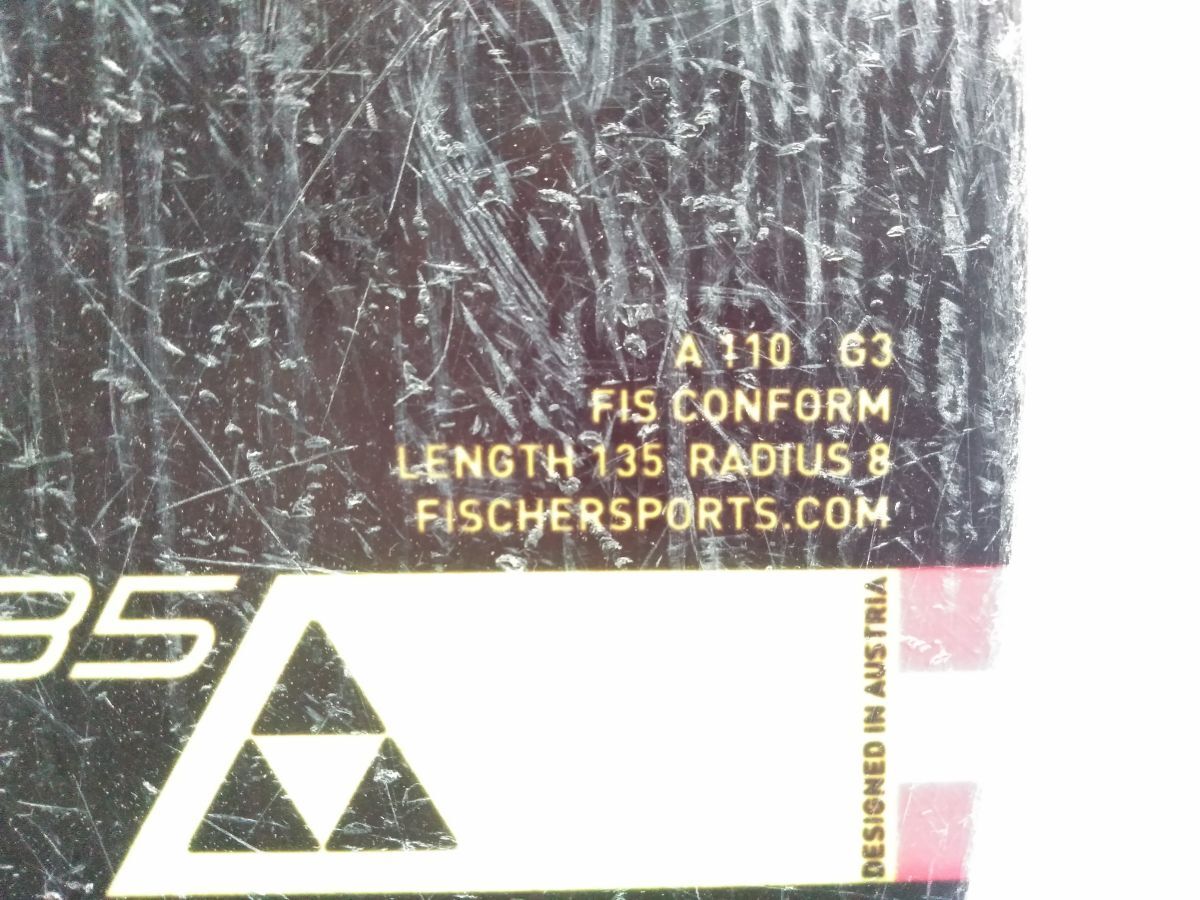 A 110 G3
FIS CONFORM
LENGTH 135 RADIUS 8
FISCHERSPORTS.COM
35
DESIGNED IN AUSTRIA